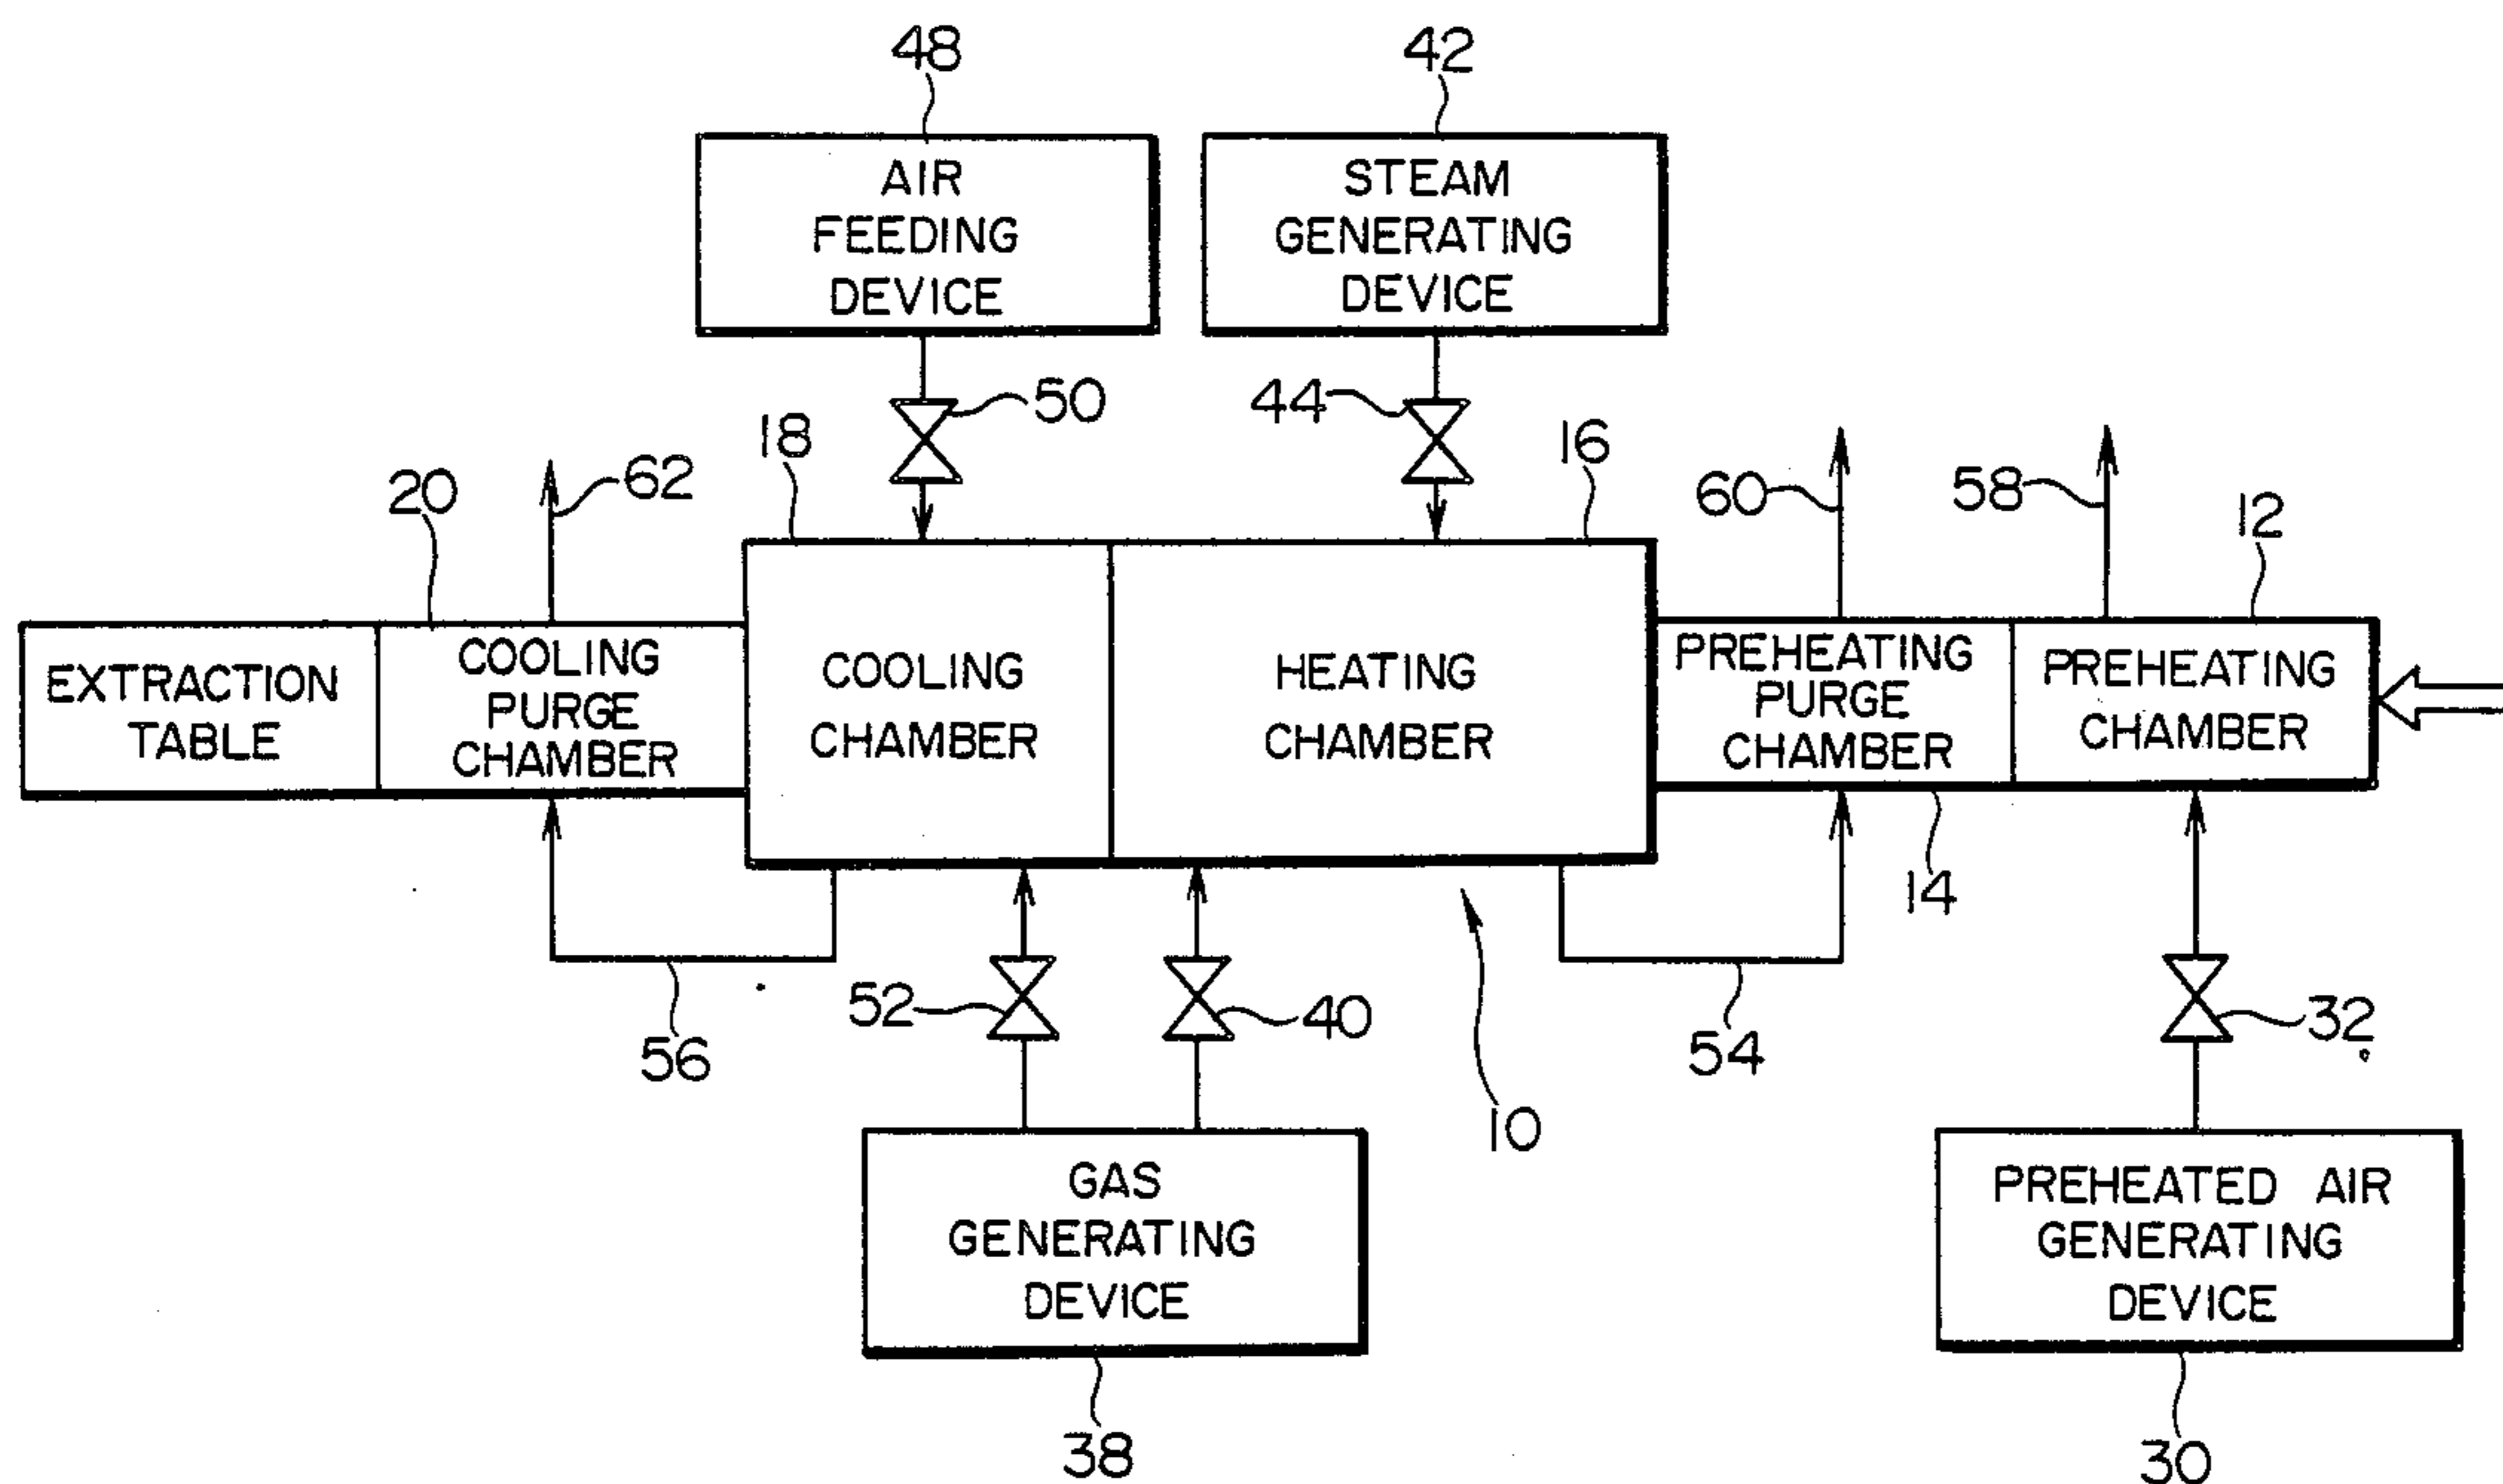 48
42
AIR
FEEDING
DEVICE
STEAM
GENERATING
DEVICE
50
44
18
16
20
62
60
58
12
EXTRACTION
TABLE
COOLING
PURGE
CHAMBER
COOLING
CHAMBER
HEATING
CHAMBER
PREHEATING
PURGE
CHAMBER
PREHEATING
CHAMBER
14
52
40
32
56
54
10
GAS
GENERATING
DEVICE
PREHEATED AIR
GENERATING
DEVICE
38
30